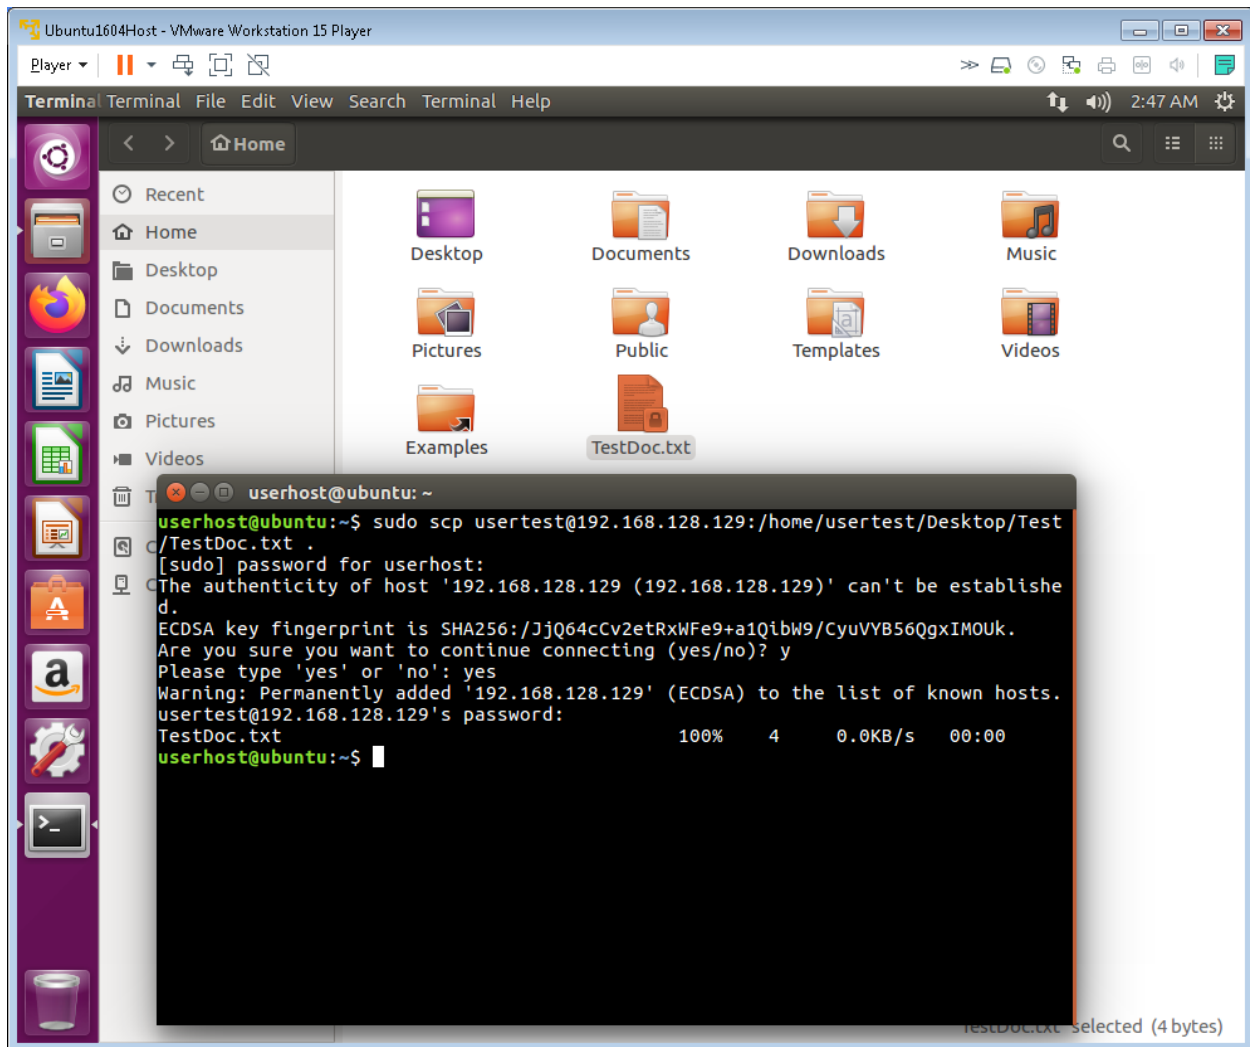 Ubuntu1604Host - VMware Workstation 15 Player
Player
Terminal Terminal File Edit View Search Terminal Help 2:47 AM
Home
Recent
Home
Desktop
Documents
Downloads
Music
Pictures
Videos
Desktop Documents Downloads Music
Pictures Public Templates Videos
Examples TestDoc.txt
userhost@ubuntu: ~
userhost@ubuntu:~$ sudo scp usertest@192.168.128.129:/home/usertest/Desktop/Test
/TestDoc.txt .
[sudo] password for userhost:
The authenticity of host '192.168.128.129 (192.168.128.129)' can't be establishe
d.
ECDSA key fingerprint is SHA256:/JjQ64cCv2etRxWFe9+a1QibW9/CyuVYB56QgxIMOUk.
Are you sure you want to continue connecting (yes/no)? y
Please type 'yes' or 'no': yes
Warning: Permanently added '192.168.128.129' (ECDSA) to the list of known hosts.
usertest@192.168.128.129's password:
TestDoc.txt 100% 4 0.0KB/s 00:00
userhost@ubuntu:~$
selected (4 bytes)